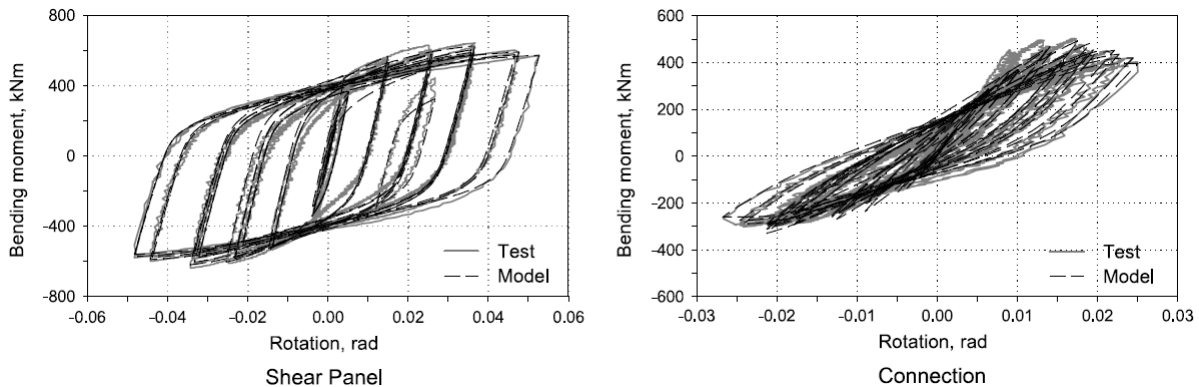 800
400
0
-400
-800
Bending moment, kNm
Test
Model
-0.06 -0.04 -0.02 0.00 0.02 0.04 0.06
Rotation, rad
Shear Panel
600
400
200
0
-200
-400
-600
Bending moment, kNm
Test
Model
-0.03 -0.02 -0.01 0.00 0.01 0.02 0.03
Rotation, rad
Connection